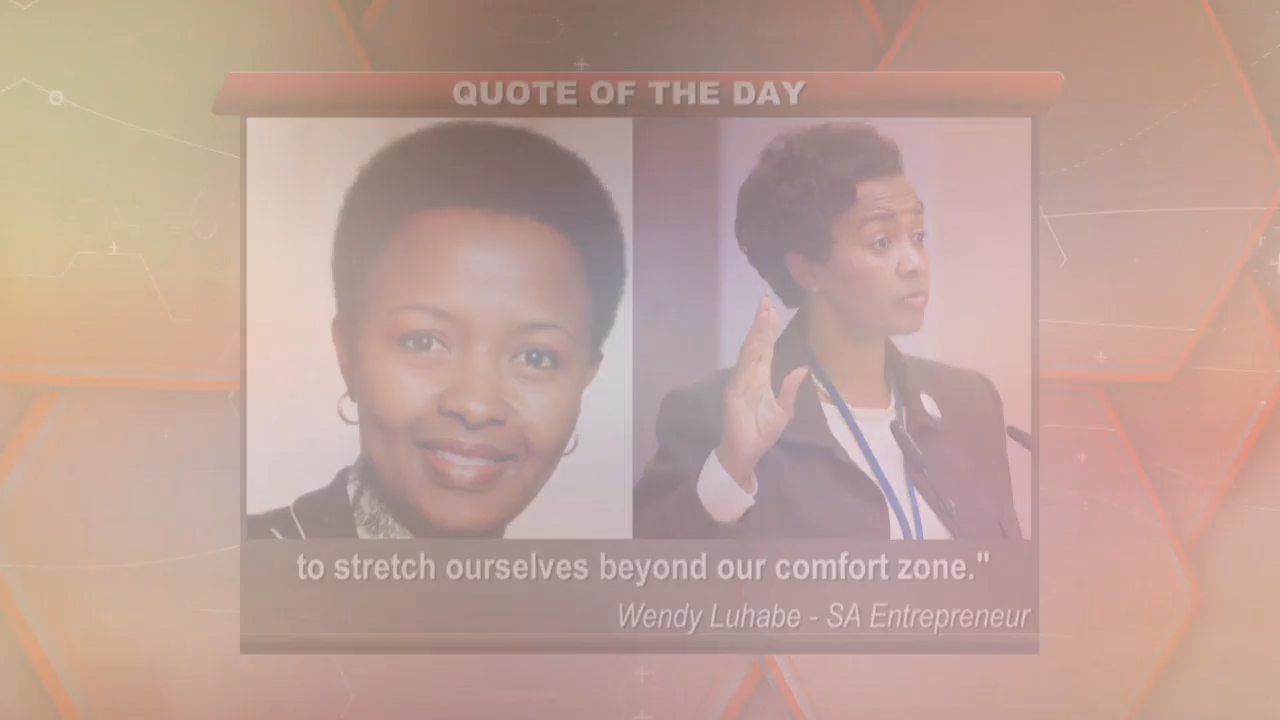 QUOTE OF THE DAY
to stretch ourselves beyond our comfort zone."
Wendy Luhabe - SA Entrepreneur